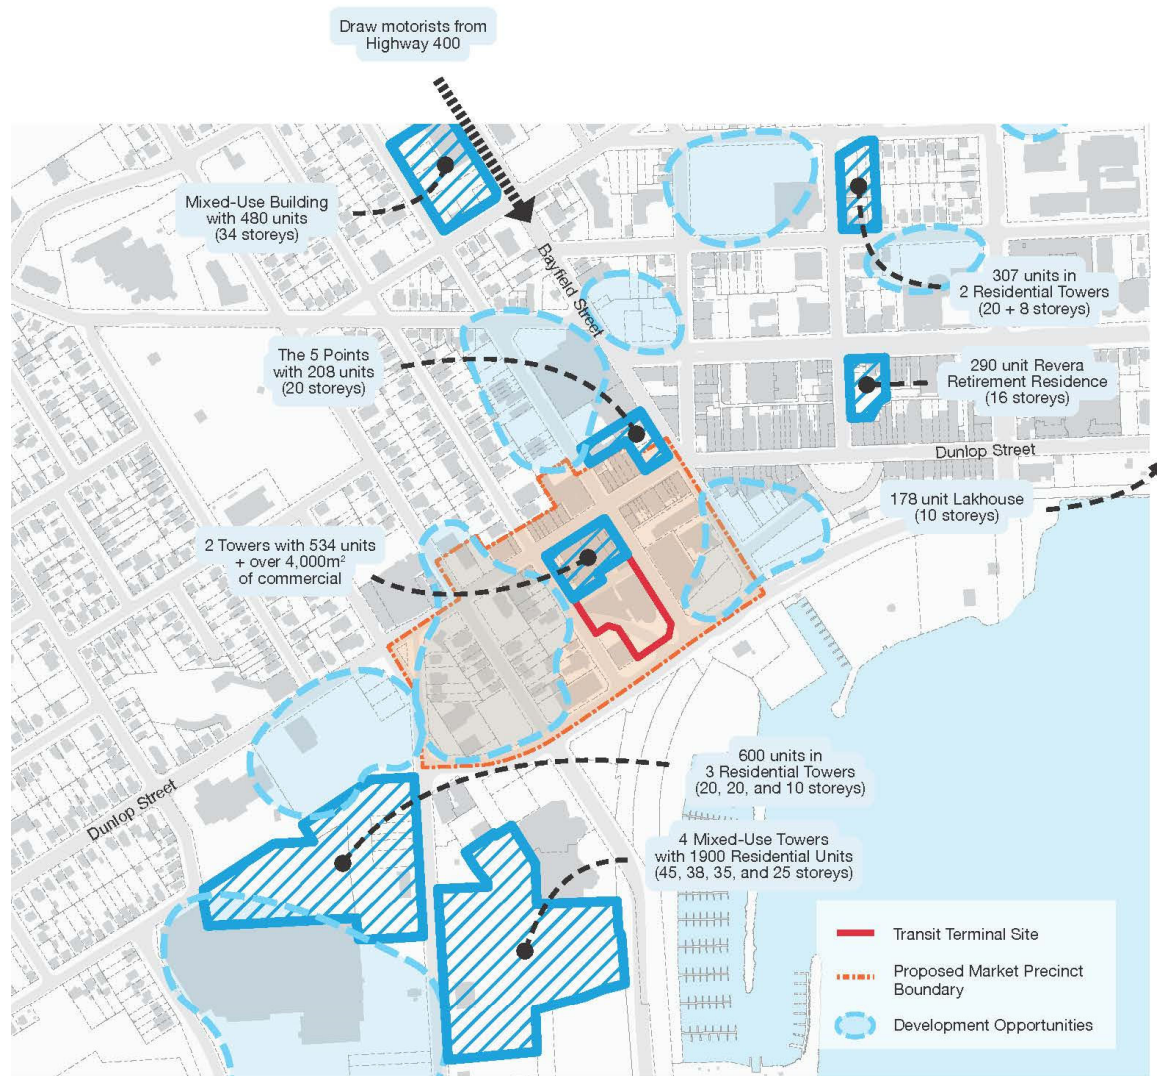 Draw motorists from
Highway 400
Mixed-Use Building
with 480 units
(34 storeys)
Bayfield Street
307 units in
2 Residential Towers
(20 + 8 storeys)
The 5 Points
with 208 units
(20 storeys)
290 unit Revera
Retirement Residence
(16 storeys)
Dunlop Street
178 unit Lakhouse
(10 storeys)
2 Towers with 534 units
+ over 4,000m²
of commercial
600 units in
3 Residential Towers
(20, 20, and 10 storeys)
Dunlop Street
4 Mixed-Use Towers
with 1900 Residential Units
(45, 38, 35, and 25 storeys)
Transit Terminal Site
Proposed Market Precinct
Boundary
Development Opportunities